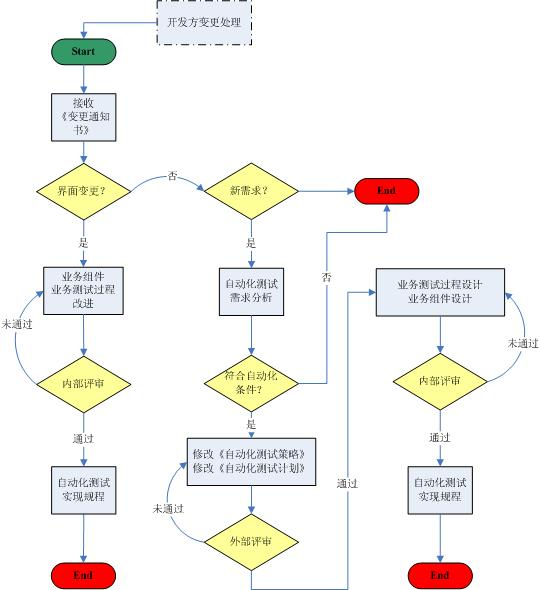 开发方变更处理
Start
接收
《变更通知
书》
界面变更?
否
新需求?
End
是
是
业务组件
业务测试过程
改进
自动化测试
需求分析
否
业务测试过程设计
业务组件设计
未通过
未通过
内部评审
符合自动化
条件?
内部评审
通过
是
通过
修改《自动化测试策略》
修改《自动化测试计划》
自动化测试
实现规程
通过
自动化测试
实现规程
未通过
外部评审
End
End